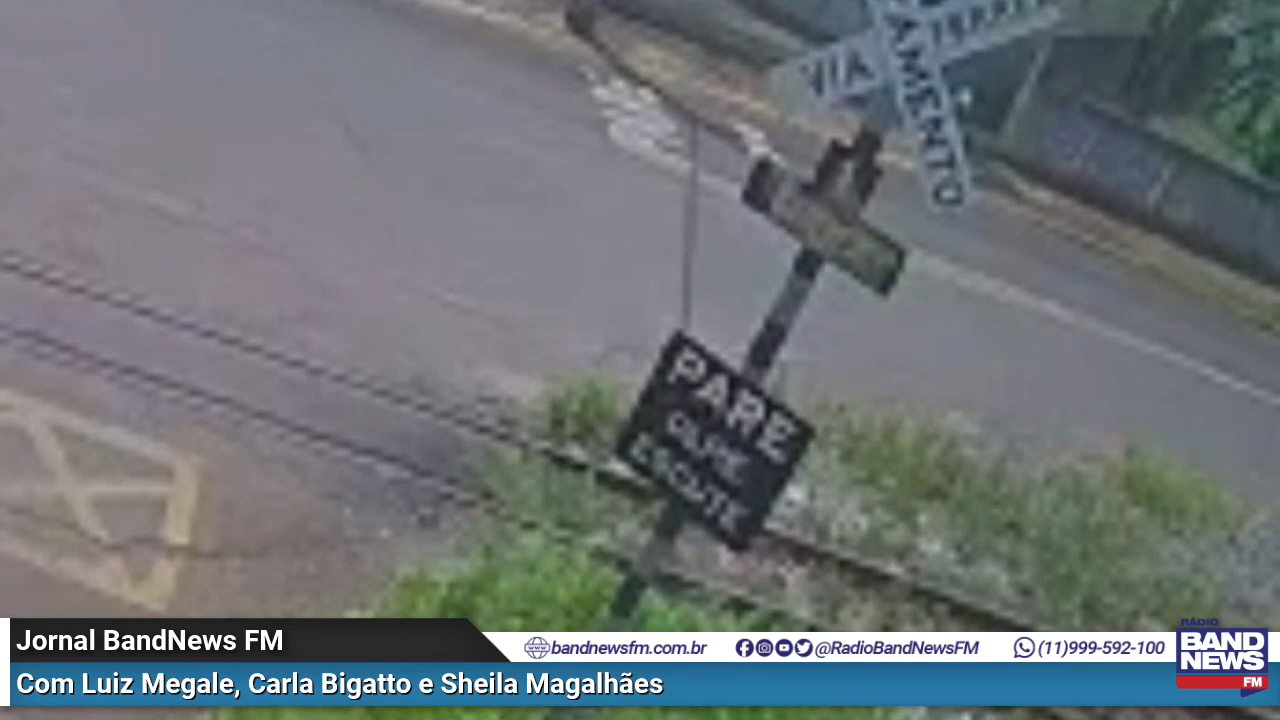 VIA
AMENTO
PARE
OLHE
ESCUTE
Jornal BandNews FM
bandnewsfm.com.br
@RadioBandNewsFM
(11)999-592-100
RÁDIO
BAND
NEWS
FM
Com Luiz Megale, Carla Bigatto e Sheila Magalhães